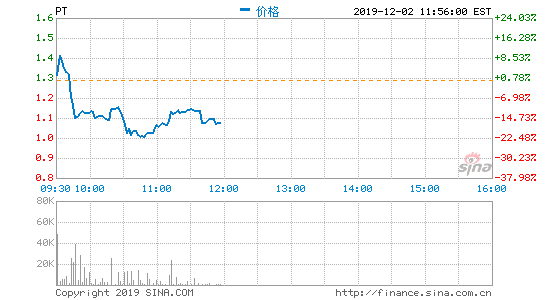 PT 价格 2019-12-02 11:56:00 EST
1.6 24.03%
1.5 16.28%
1.4 8.53%
1.3 0.78%
1.2 6.98%
1.1 14.73%
1.0 22.48%
0.9 30.23%
0.8 37.98%
sina
09:30 10:00 11:00 12:00 13:00 14:00 15:00 16:00
80K
60K
40K
20K
Copyright 2019 SINA.COM http://finance.sina.com.cn